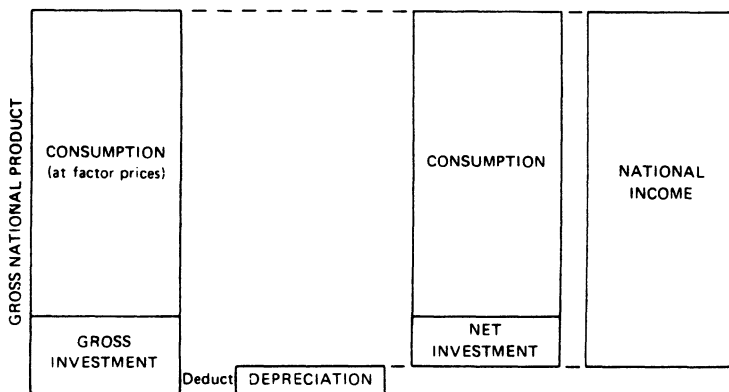 GROSS NATIONAL PRODUCT
CONSUMPTION
(at factor prices)
GROSS
INVESTMENT
Deduct
DEPRECIATION
CONSUMPTION
NET
INVESTMENT
NATIONAL
INCOME